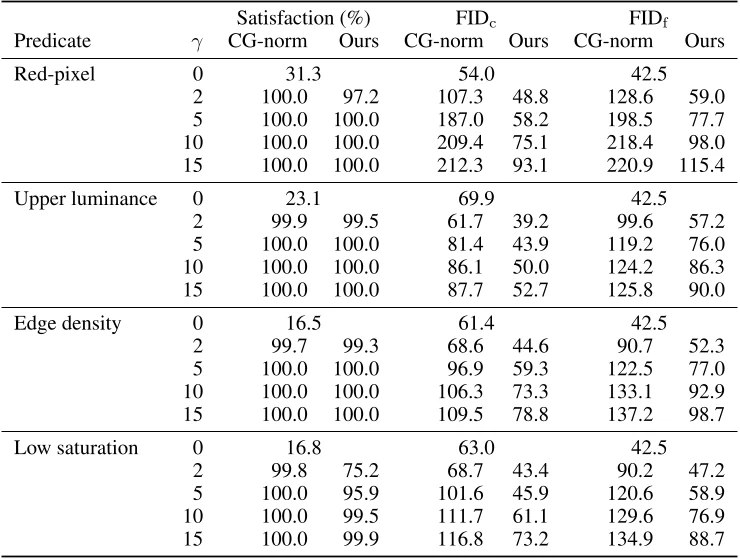 Satisfaction (%) FIDc FIDf
Predicate γ CG-norm Ours CG-norm Ours CG-norm Ours
Red-pixel 0 31.3 54.0 42.5
2 100.0 97.2 107.3 48.8 128.6 59.0
5 100.0 100.0 187.0 58.2 198.5 77.7
10 100.0 100.0 209.4 75.1 218.4 98.0
15 100.0 100.0 212.3 93.1 220.9 115.4
Upper luminance 0 23.1 69.9 42.5
2 99.9 99.5 61.7 39.2 99.6 57.2
5 100.0 100.0 81.4 43.9 119.2 76.0
10 100.0 100.0 86.1 50.0 124.2 86.3
15 100.0 100.0 87.7 52.7 125.8 90.0
Edge density 0 16.5 61.4 42.5
2 99.7 99.3 68.6 44.6 90.7 52.3
5 100.0 100.0 96.9 59.3 122.5 77.0
10 100.0 100.0 106.3 73.3 133.1 92.9
15 100.0 100.0 109.5 78.8 137.2 98.7
Low saturation 0 16.8 63.0 42.5
2 99.8 75.2 68.7 43.4 90.2 47.2
5 100.0 95.9 101.6 45.9 120.6 58.9
10 100.0 99.5 111.7 61.1 129.6 76.9
15 100.0 99.9 116.8 73.2 134.9 88.7